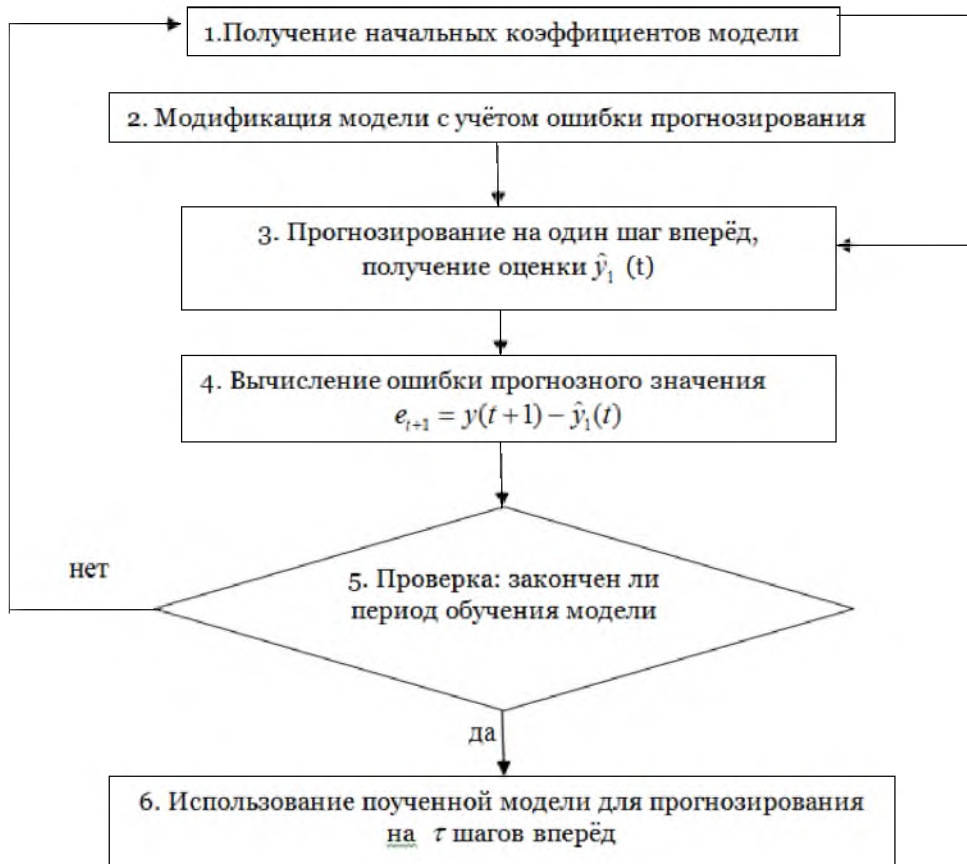 1.Получение начальных коэффициентов модели
2. Модификация модели с учётом ошибки прогнозирования
3. Прогнозирование на один шаг вперёд,
получение оценки ŷ₁ (t)
4. Вычисление ошибки прогнозного значения
eₜ₊₁ = y(t+1) − ŷ₁(t)
нет
5. Проверка: закончен ли
период обучения модели
да
6. Использование поученной модели для прогнозирования
на τ шагов вперёд